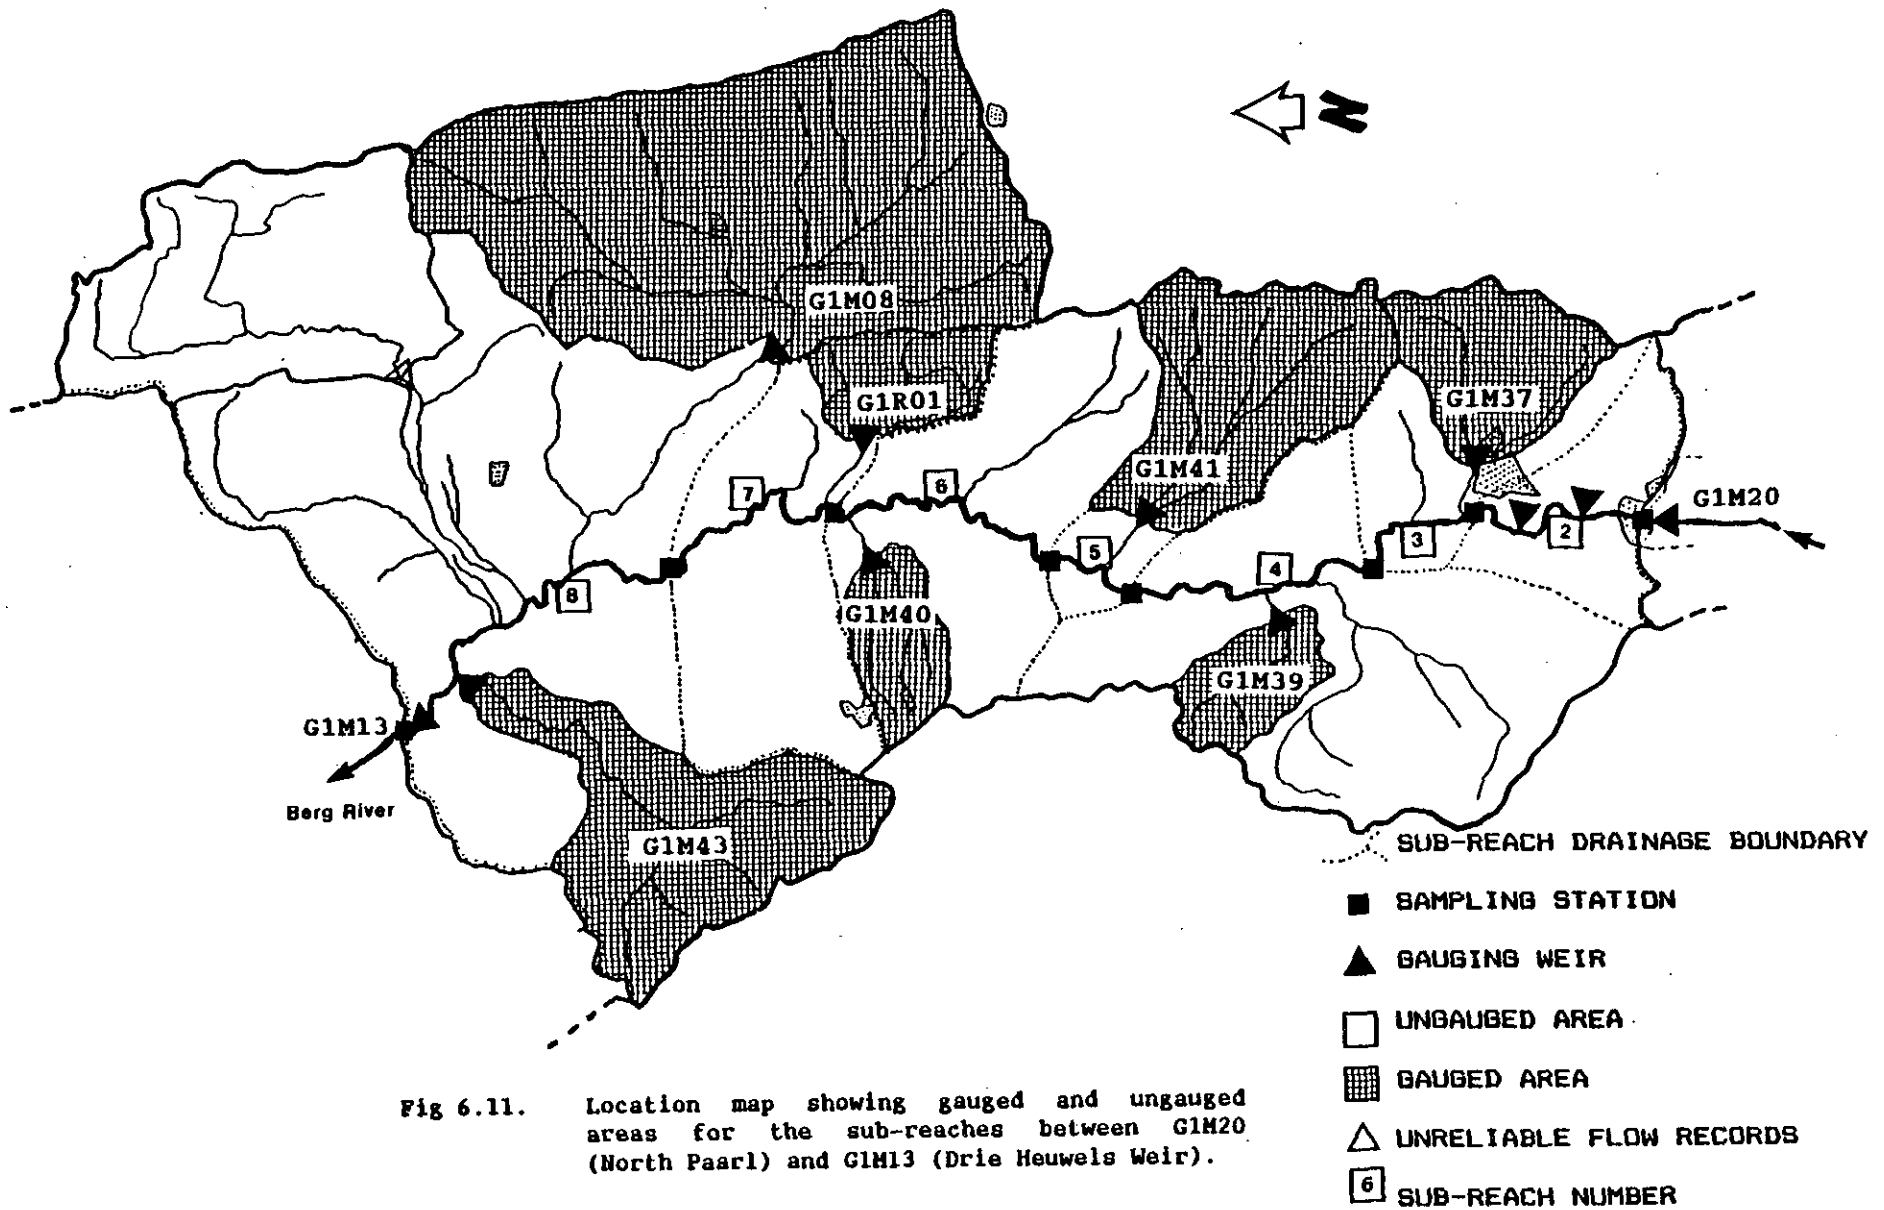 N
G1M08
G1R01
G1M37
G1M41
G1M20
7
6
5
3
2
4
8
G1M40
G1M39
G1M13
Berg River
G1M43
SUB-REACH DRAINAGE BOUNDARY
SAMPLING STATION
GAUGING WEIR
UNGAUGED AREA
GAUGED AREA
UNRELIABLE FLOW RECORDS
6 SUB-REACH NUMBER
Fig 6.11. Location map showing gauged and ungauged
areas for the sub-reaches between G1M20
(North Paarl) and G1M13 (Drie Heuwels Weir).